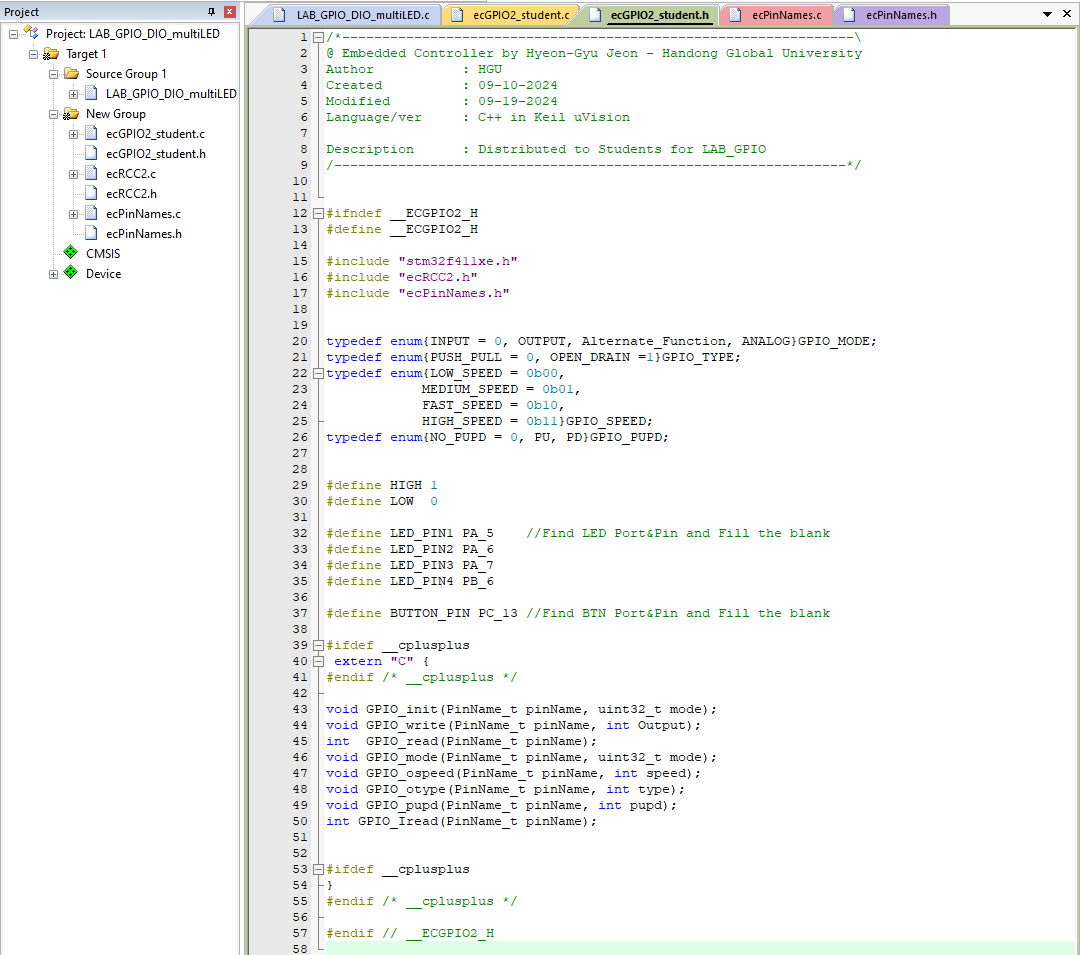 Project
Project: LAB_GPIO_DIO_multiLED
Target 1
Source Group 1
LAB_GPIO_DIO_multiLED
New Group
ecGPIO2_student.c
ecGPIO2_student.h
ecRCC2.c
ecRCC2.h
ecPinNames.c
ecPinNames.h
CMSIS
Device
LAB_GPIO_DIO_multiLED.c
ecGPIO2_student.c
ecGPIO2_student.h
ecPinNames.c
ecPinNames.h
1 /*----------------------------------------------------------------\
2 @ Embedded Controller by Hyeon-Gyu Jeon - Handong Global University
3 Author           : HGU
4 Created          : 09-10-2024
5 Modified         : 09-19-2024
6 Language/ver     : C++ in Keil uVision
7
8 Description      : Distributed to Students for LAB_GPIO
9 /----------------------------------------------------------------*/
10
11
12 #ifndef __ECGPIO2_H
13 #define __ECGPIO2_H
14
15 #include "stm32f411xe.h"
16 #include "ecRCC2.h"
17 #include "ecPinNames.h"
18
19
20 typedef enum{INPUT = 0, OUTPUT, Alternate_Function, ANALOG}GPIO_MODE;
21 typedef enum{PUSH_PULL = 0, OPEN_DRAIN =1}GPIO_TYPE;
22 typedef enum{LOW_SPEED = 0b00,
23             MEDIUM_SPEED = 0b01,
24             FAST_SPEED = 0b10,
25             HIGH_SPEED = 0b11}GPIO_SPEED;
26 typedef enum{NO_PUPD = 0, PU, PD}GPIO_PUPD;
27
28
29 #define HIGH 1
30 #define LOW  0
31
32 #define LED_PIN1 PA_5    //Find LED Port&Pin and Fill the blank
33 #define LED_PIN2 PA_6
34 #define LED_PIN3 PA_7
35 #define LED_PIN4 PB_6
36
37 #define BUTTON_PIN PC_13 //Find BTN Port&Pin and Fill the blank
38
39 #ifdef __cplusplus
40  extern "C" {
41 #endif /* __cplusplus */
42
43 void GPIO_init(PinName_t pinName, uint32_t mode);
44 void GPIO_write(PinName_t pinName, int Output);
45 int  GPIO_read(PinName_t pinName);
46 void GPIO_mode(PinName_t pinName, uint32_t mode);
47 void GPIO_ospeed(PinName_t pinName, int speed);
48 void GPIO_otype(PinName_t pinName, int type);
49 void GPIO_pupd(PinName_t pinName, int pupd);
50 int GPIO_Iread(PinName_t pinName);
51
52
53 #ifdef __cplusplus
54 }
55 #endif /* __cplusplus */
56
57 #endif // __ECGPIO2_H
58